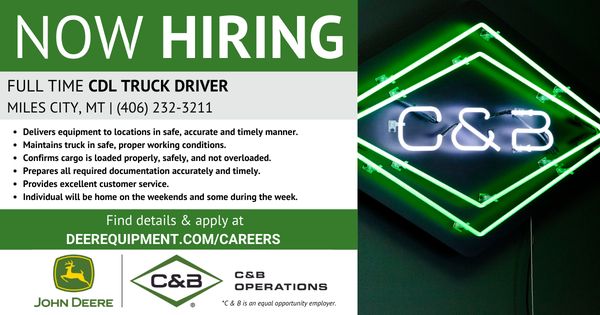 NOW HIRING
FULL TIME CDL TRUCK DRIVER
MILES CITY, MT | (406) 232-3211
• Delivers equipment to locations in safe, accurate and timely manner.
• Maintains truck in safe, proper working conditions.
• Confirms cargo is loaded properly, safely, and not overloaded.
• Prepares all required documentation accurately and timely.
• Provides excellent customer service.
• Individual will be home on the weekends and some during the week.
Find details & apply at
DEEREQUIPMENT.COM/CAREERS
JOHN DEERE
C&B
®
C&B
OPERATIONS
*C & B is an equal opportunity employer.
C&B